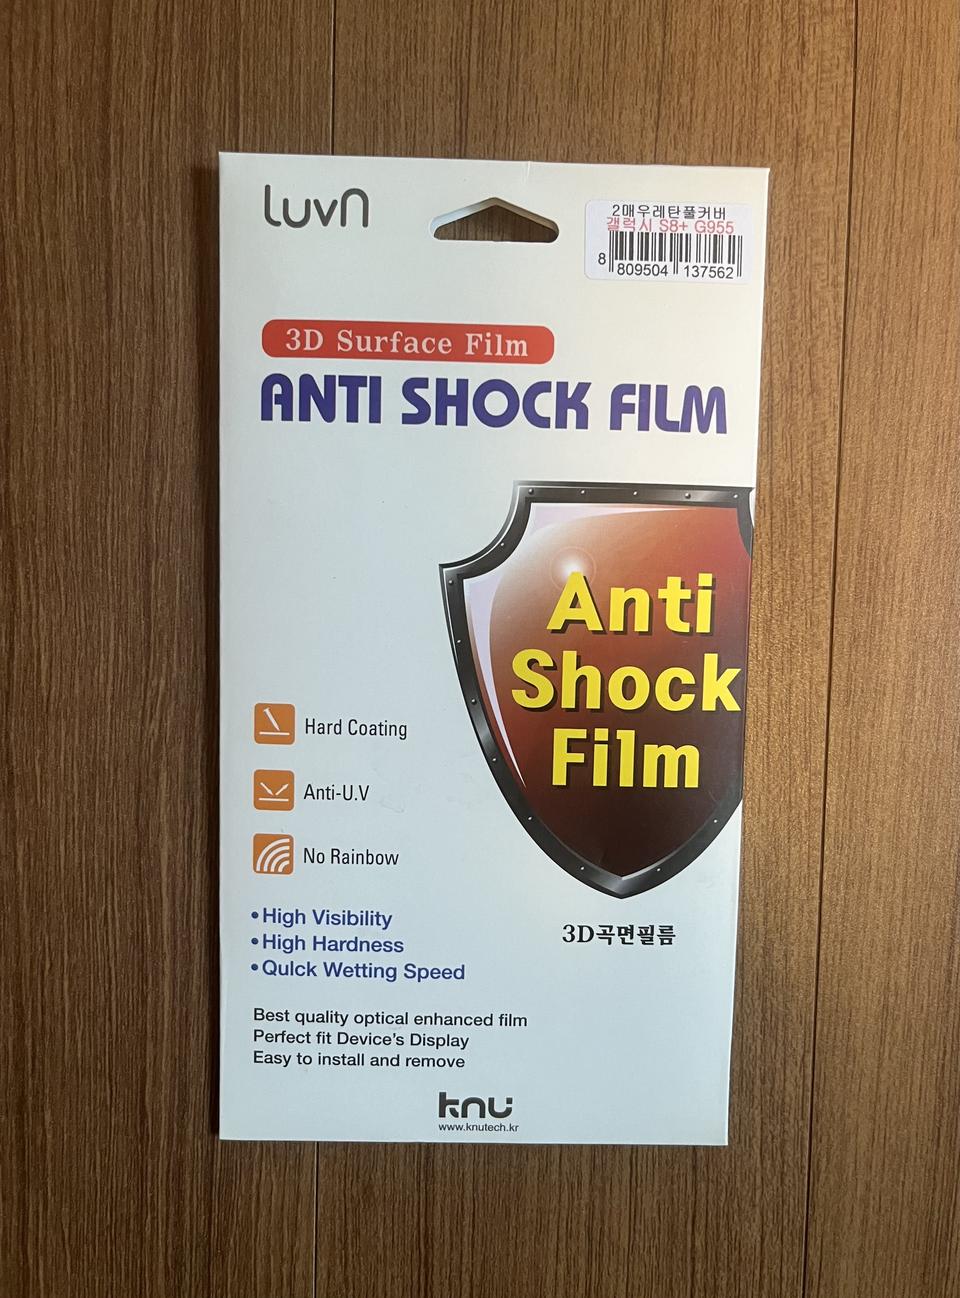 Luvn
2매우레탄풀커버
갤럭시 S8+ G955
8 809504 137562
3D Surface Film
ANTI SHOCK FILM
Anti
Shock
Film
Hard Coating
Anti-U.V
No Rainbow
•High Visibility
•High Hardness
•Qulck Wetting Speed
3D곡면필름
Best quality optical enhanced film
Perfect fit Device's Display
Easy to install and remove
knu
www.knutech.kr